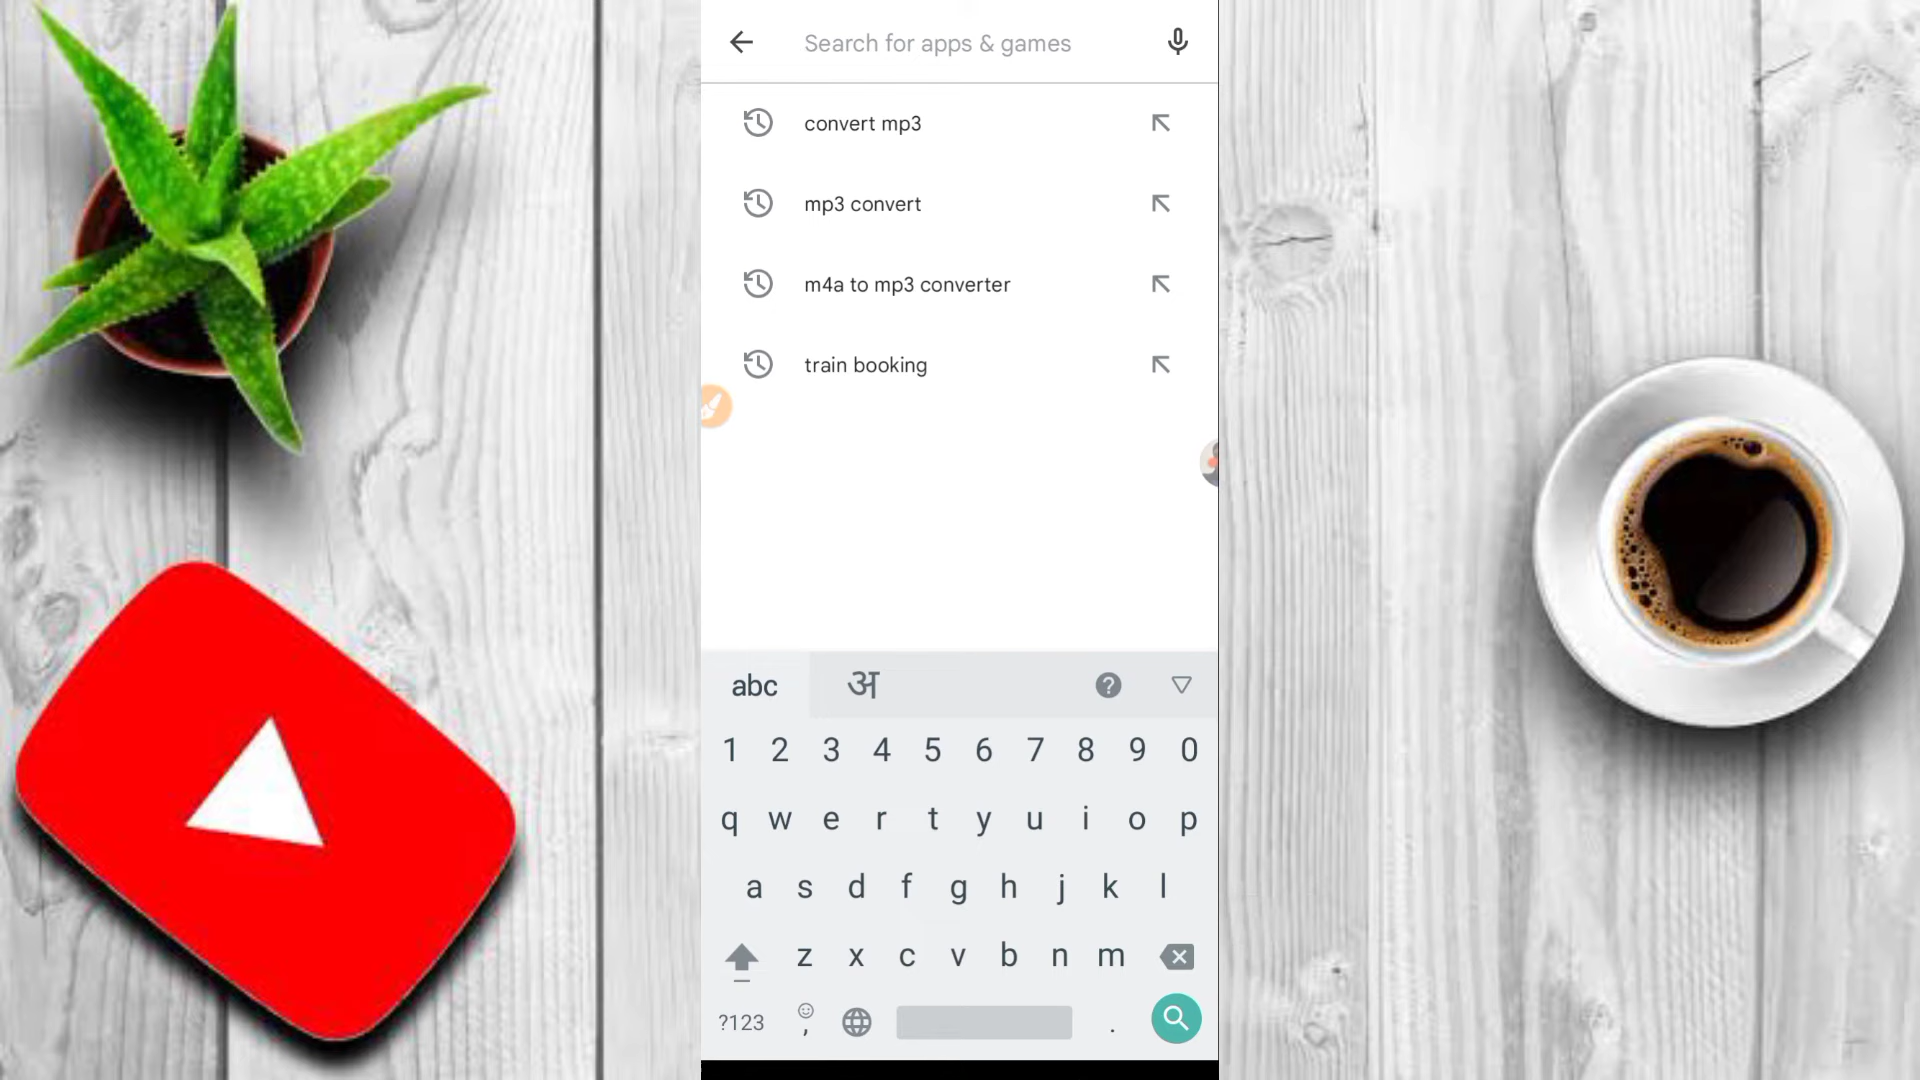 Search for apps & games
convert mp3
mp3 convert
m4a to mp3 converter
train booking
abc अ ?
1 2 3 4 5 6 7 8 9 0
q w e r t y u i o p
a s d f g h j k l
z x c v b n m
?123 , .